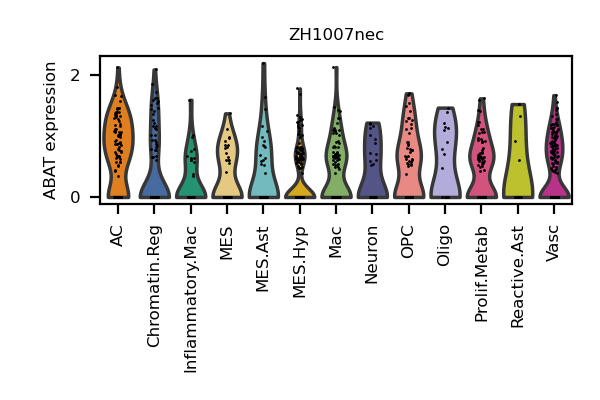 ZH1007nec
ABAT expression
2
0
AC
Chromatin.Reg
Inflammatory.Mac
MES
MES.Ast
MES.Hyp
Mac
Neuron
OPC
Oligo
Prolif.Metab
Reactive.Ast
Vasc